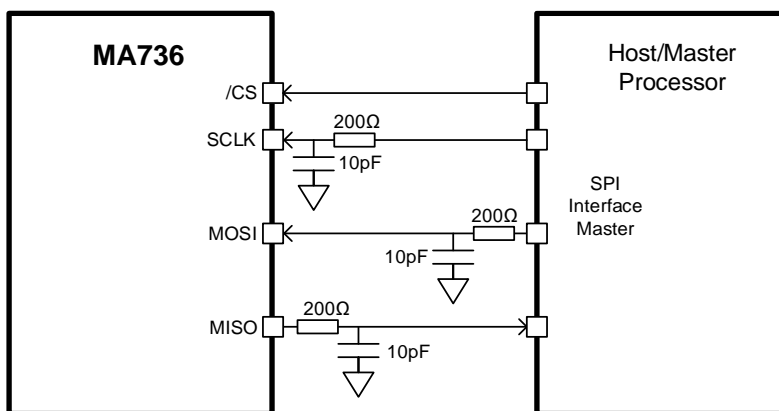 MA736
Host/Master
Processor
/CS
200Ω
SCLK
10pF
SPI
Interface
Master
200Ω
MOSI
10pF
200Ω
MISO
10pF